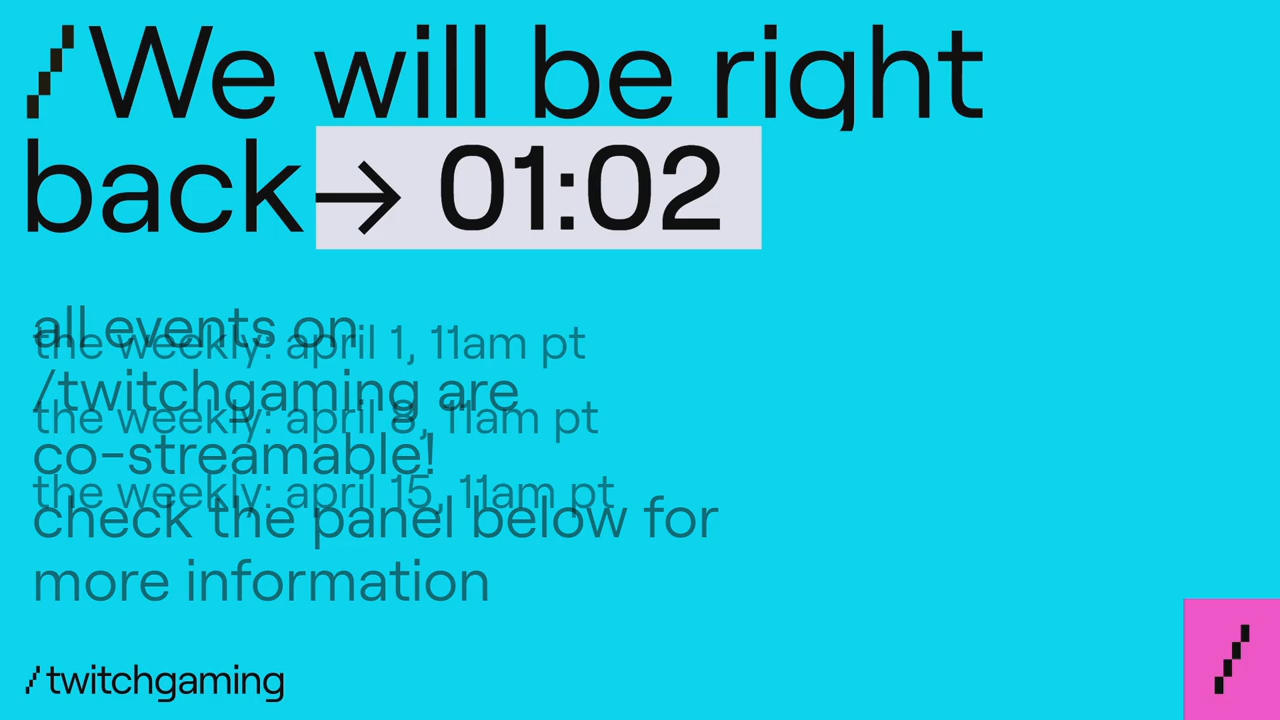 /We will be right
back→ 01:02
all events on
the weekly: april 1, 11am pt
/twitchgaming are
the weekly: april 8, 11am pt
co-streamable!
the weekly: april 15, 11am pt
check the panel below for
more information
/twitchgaming
/